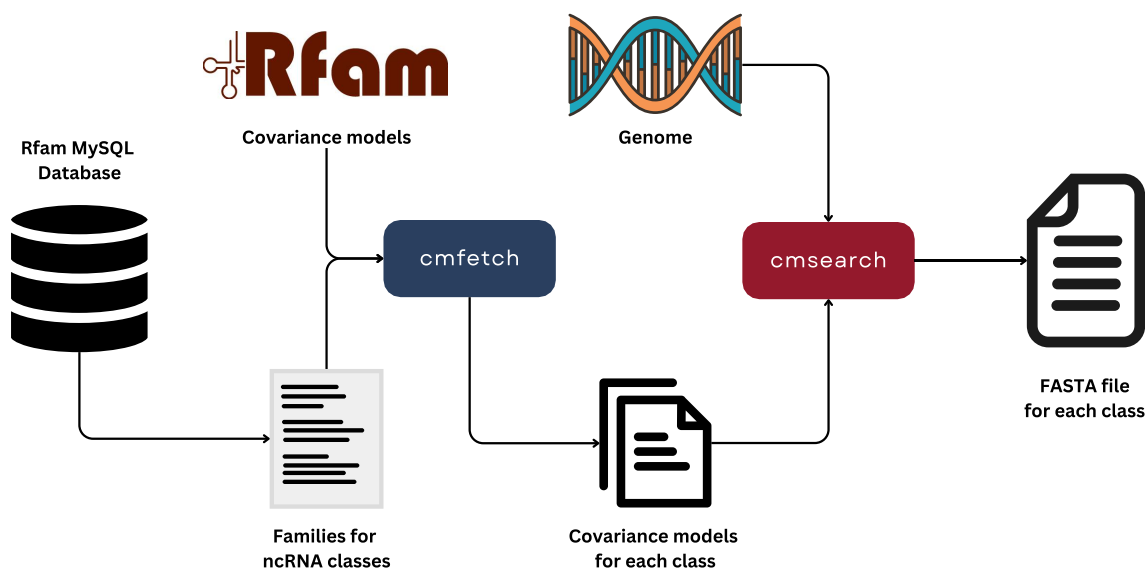 Rfam
Covariance models
Genome
Rfam MySQL
Database
cmfetch
cmsearch
FASTA file
for each class
Families for
ncRNA classes
Covariance models
for each class